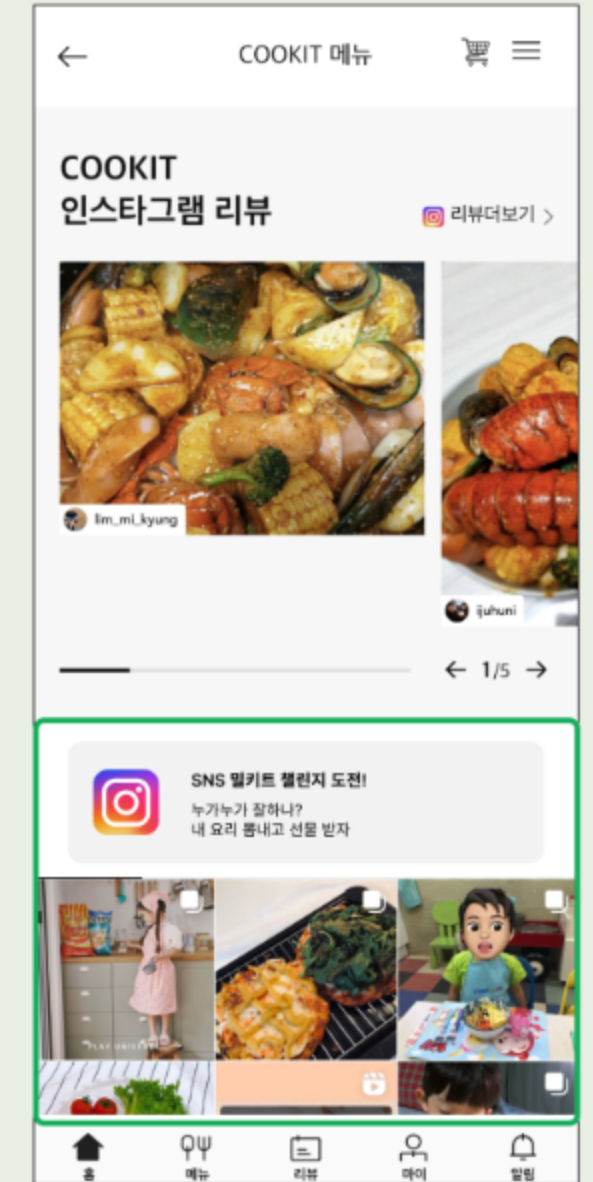 COOKIT 메뉴
COOKIT
인스타그램 리뷰
리뷰더보기
lim_mi_kyung
ijuhuni
1/5
SNS 밀키트 챌린지 도전!
누가누가 잘하나?
내 요리 뽐내고 선물 받자
홈
메뉴
리뷰
마이
알림